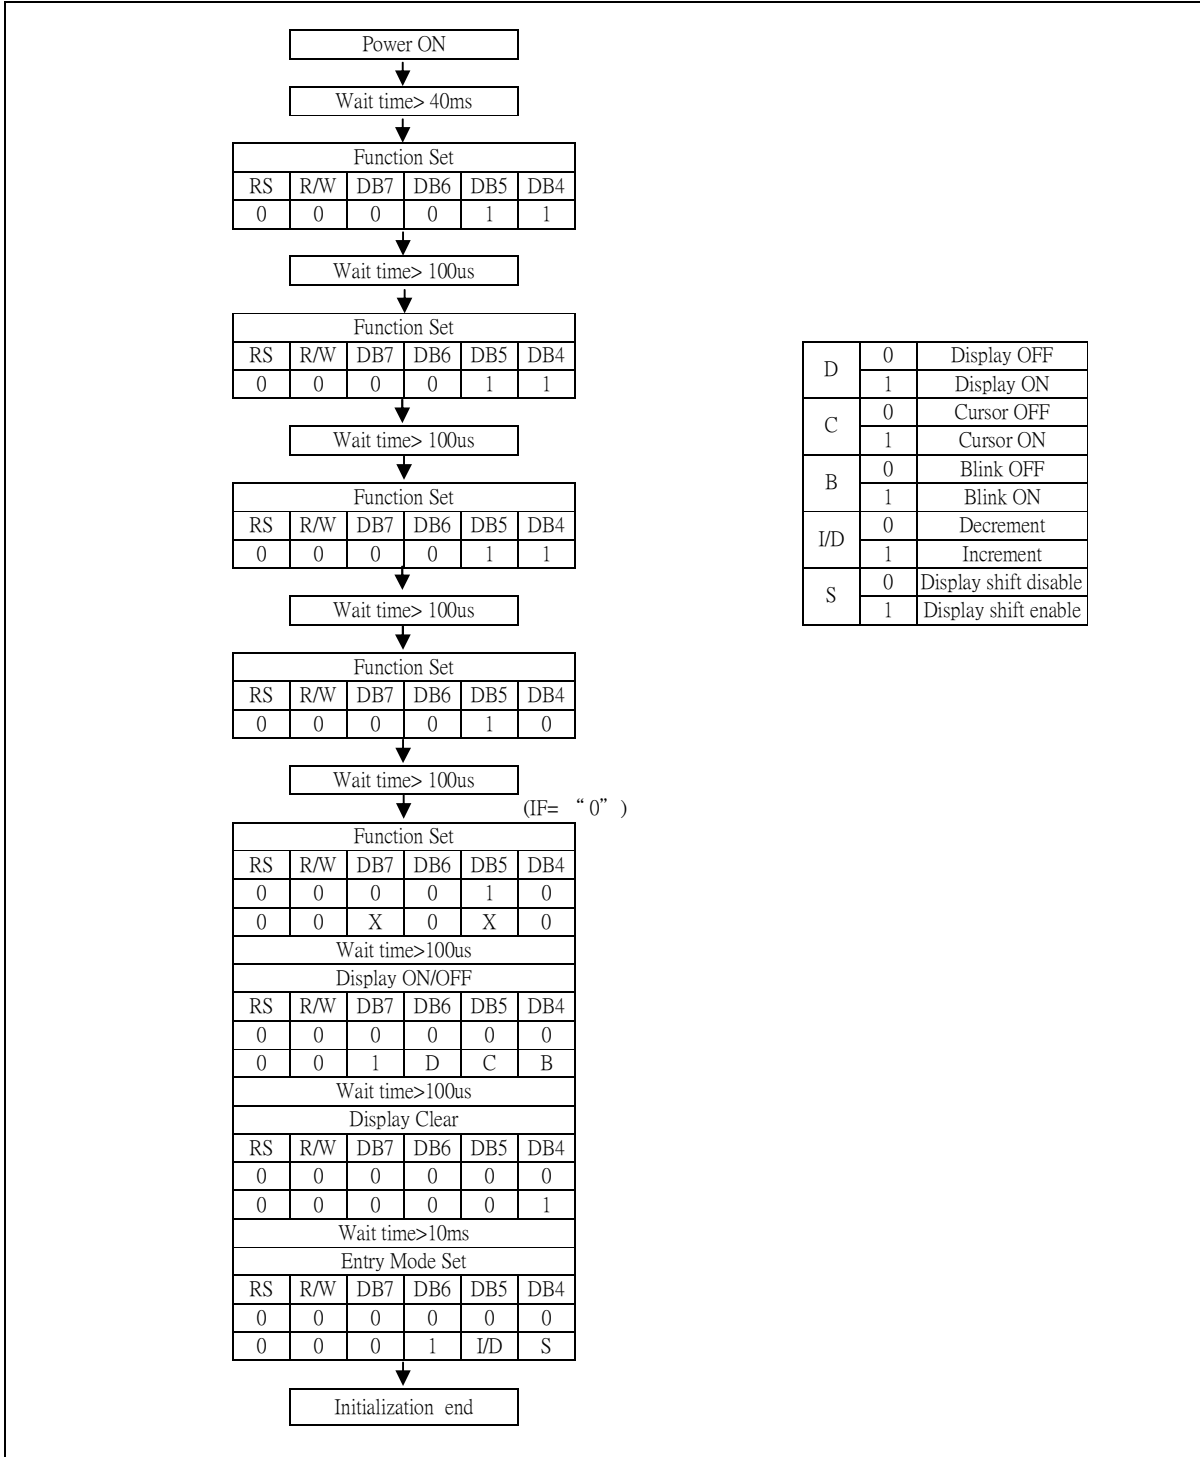 Power ON
Wait time> 40ms
Function Set
RS R/W DB7 DB6 DB5 DB4
0 0 0 0 1 1
Wait time> 100us
Function Set
RS R/W DB7 DB6 DB5 DB4
0 0 0 0 1 1
Wait time> 100us
Function Set
RS R/W DB7 DB6 DB5 DB4
0 0 0 0 1 1
Wait time> 100us
Function Set
RS R/W DB7 DB6 DB5 DB4
0 0 0 0 1 0
Wait time> 100us
(IF= “0” )
Function Set
RS R/W DB7 DB6 DB5 DB4
0 0 0 0 1 0
0 0 X 0 X 0
Wait time>100us
Display ON/OFF
RS R/W DB7 DB6 DB5 DB4
0 0 0 0 0 0
0 0 1 D C B
Wait time>100us
Display Clear
RS R/W DB7 DB6 DB5 DB4
0 0 0 0 0 0
0 0 0 0 0 1
Wait time>10ms
Entry Mode Set
RS R/W DB7 DB6 DB5 DB4
0 0 0 0 0 0
0 0 0 1 I/D S
Initialization end
D 0 Display OFF
1 Display ON
C 0 Cursor OFF
1 Cursor ON
B 0 Blink OFF
1 Blink ON
I/D 0 Decrement
1 Increment
S 0 Display shift disable
1 Display shift enable